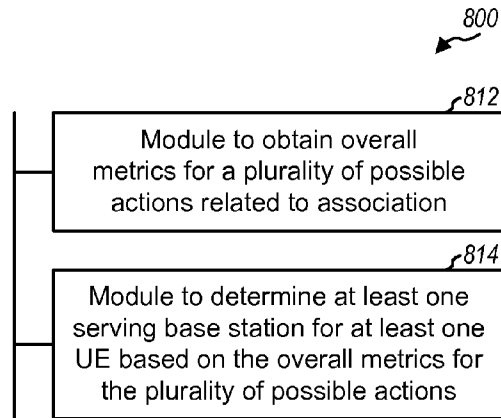 800
812
Module to obtain overall
metrics for a plurality of possible
actions related to association
814
Module to determine at least one
serving base station for at least one
UE based on the overall metrics for
the plurality of possible actions